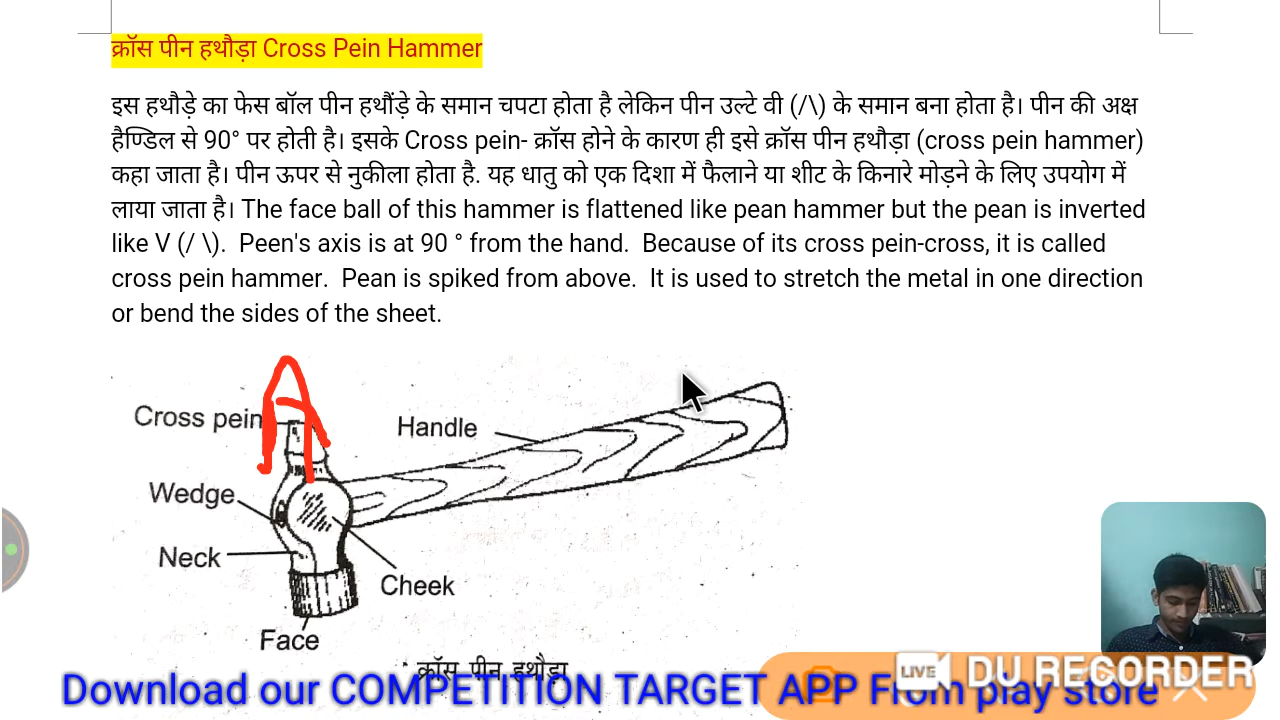 क्रॉस पीन हथौड़ा Cross Pein Hammer
इस हथौड़े का फेस बॉल पीन हथौंड़े के समान चपटा होता है लेकिन पीन उल्टे वी (/\) के समान बना होता है। पीन की अक्ष
हैण्डिल से 90° पर होती है। इसके Cross pein- क्रॉस होने के कारण ही इसे क्रॉस पीन हथौड़ा (cross pein hammer)
कहा जाता है। पीन ऊपर से नुकीला होता है. यह धातु को एक दिशा में फैलाने या शीट के किनारे मोड़ने के लिए उपयोग में
लाया जाता है। The face ball of this hammer is flattened like pean hammer but the pean is inverted
like V (/ \).  Peen's axis is at 90 ° from the hand.  Because of its cross pein-cross, it is called
cross pein hammer.  Pean is spiked from above.  It is used to stretch the metal in one direction
or bend the sides of the sheet.
Cross pein
Handle
Wedge
Neck
Cheek
Face
क्रॉस पीन हथौड़ा
Download our COMPETITION TARGET APP From play store
LIVE DU RECORDER